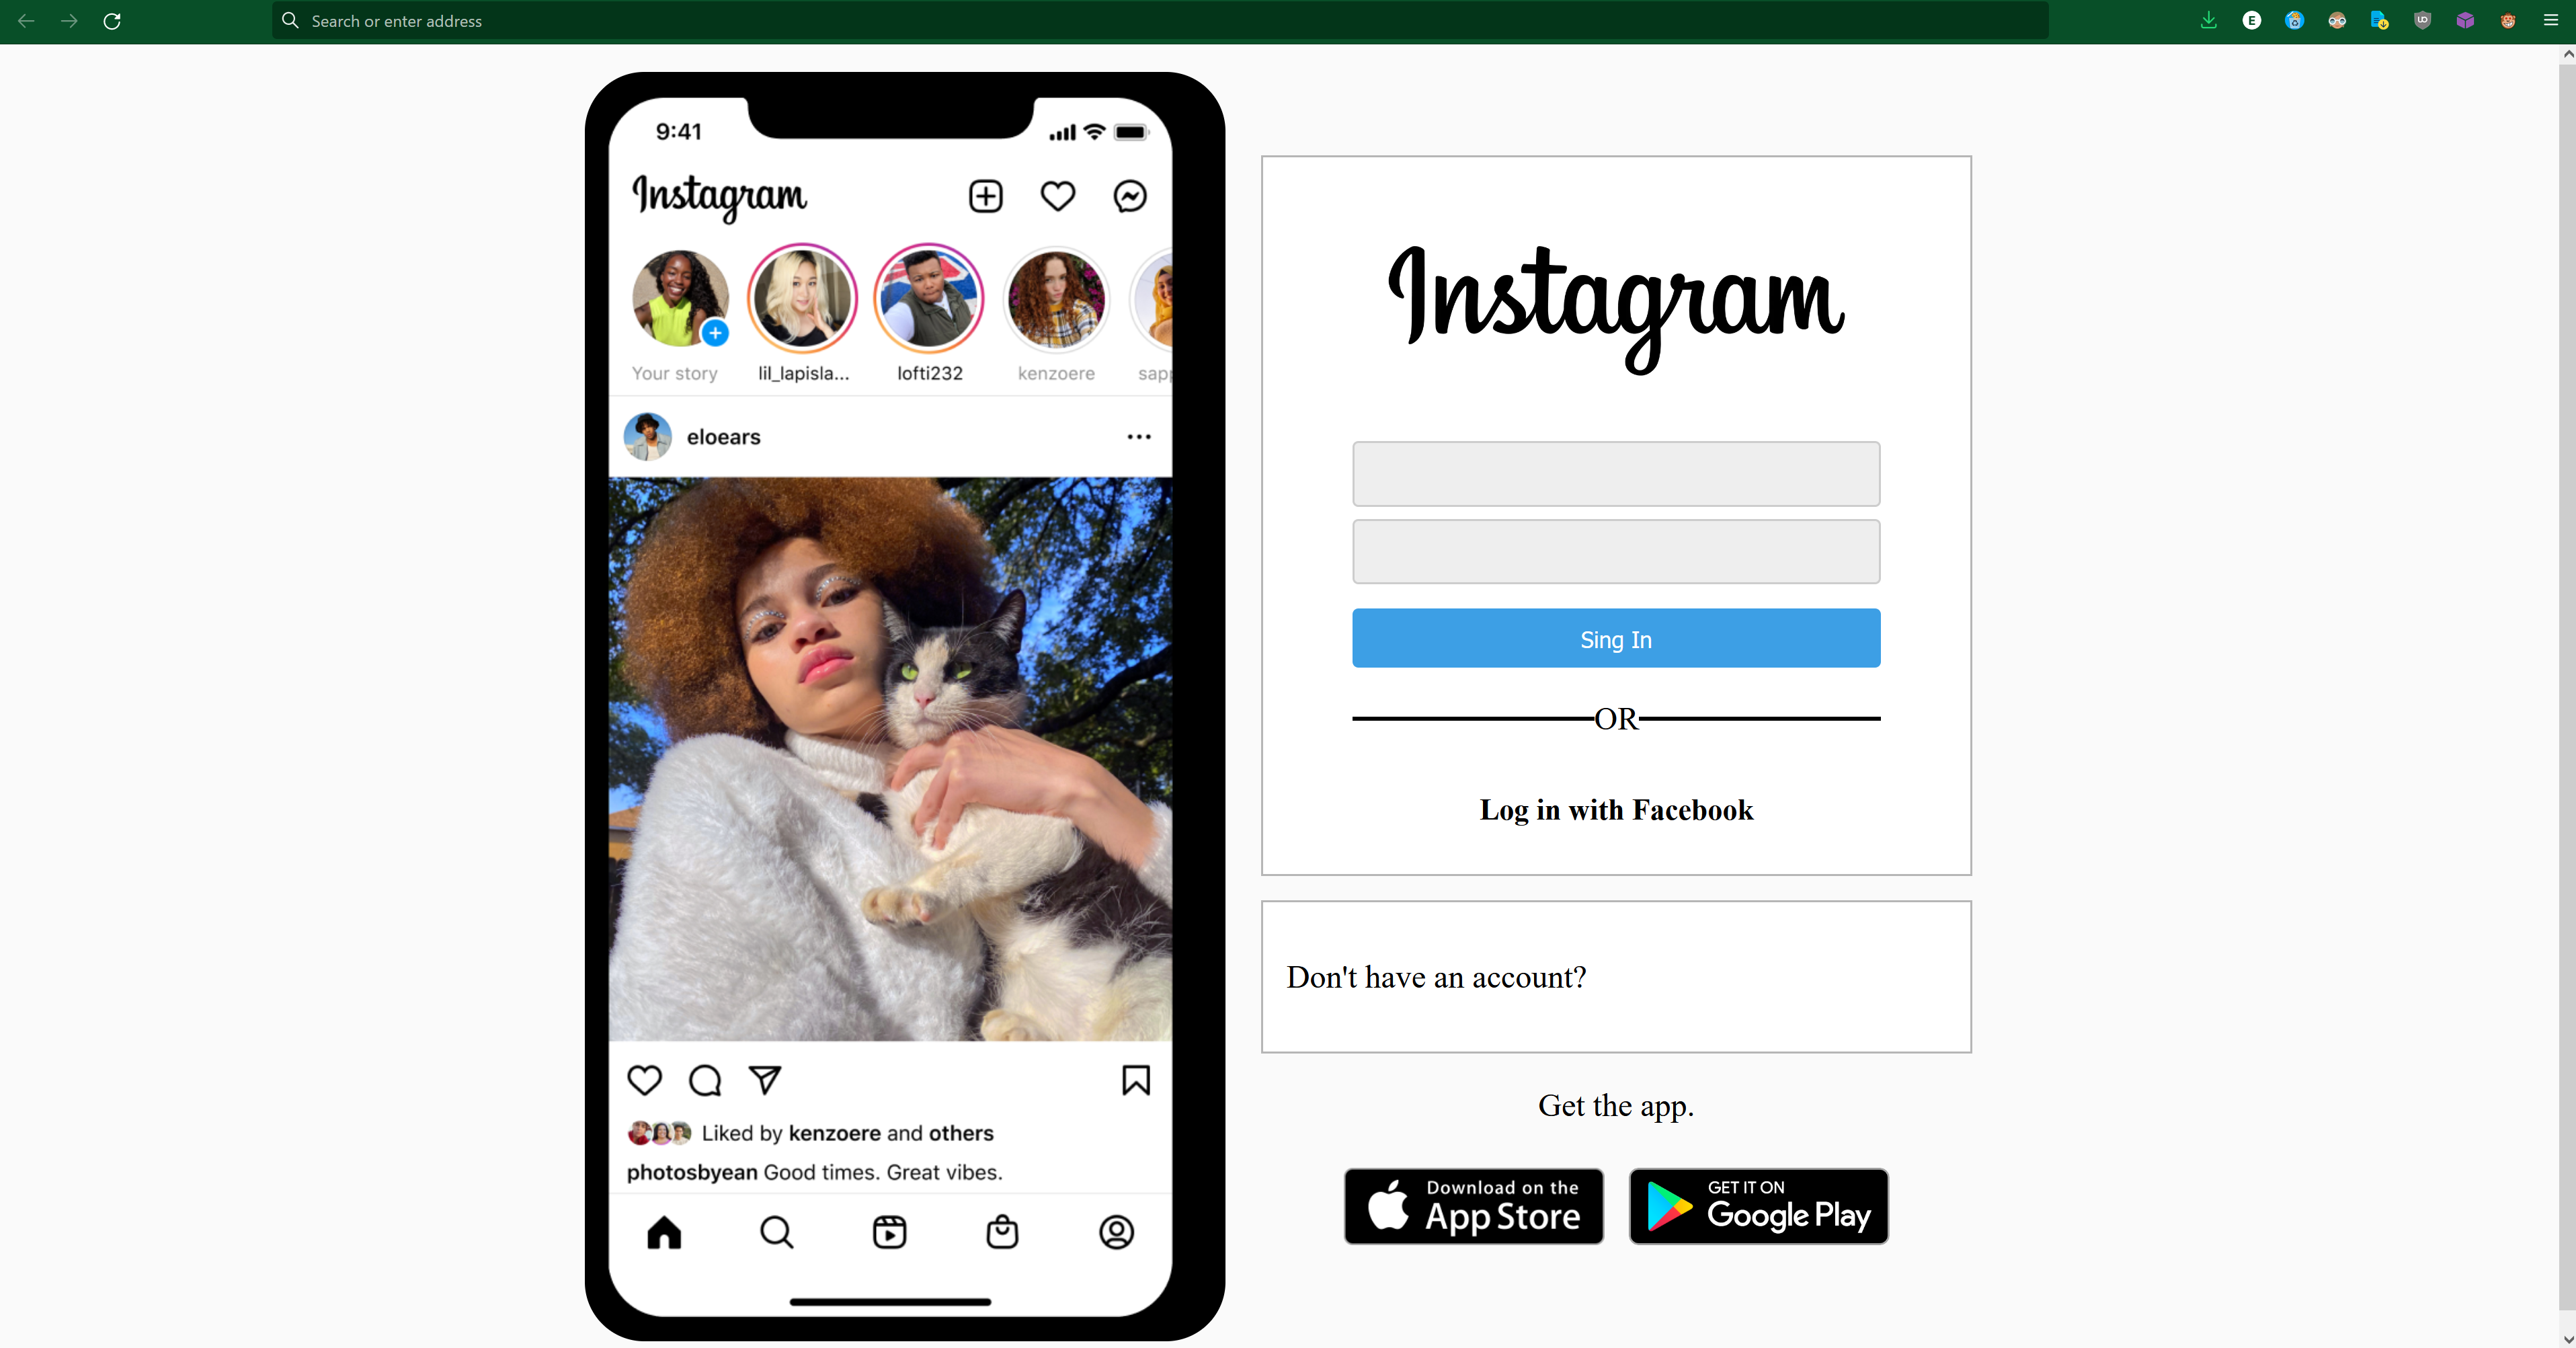 Search or enter address
E
9:41
Instagram
Your story
lil_lapisla...
lofti232
kenzoere
sapp
eloears
Liked by kenzoere and others
photosbyean Good times. Great vibes.
Instagram
Sing In
OR
Log in with Facebook
Don't have an account?
Get the app.
Download on the
App Store
GET IT ON
Google Play